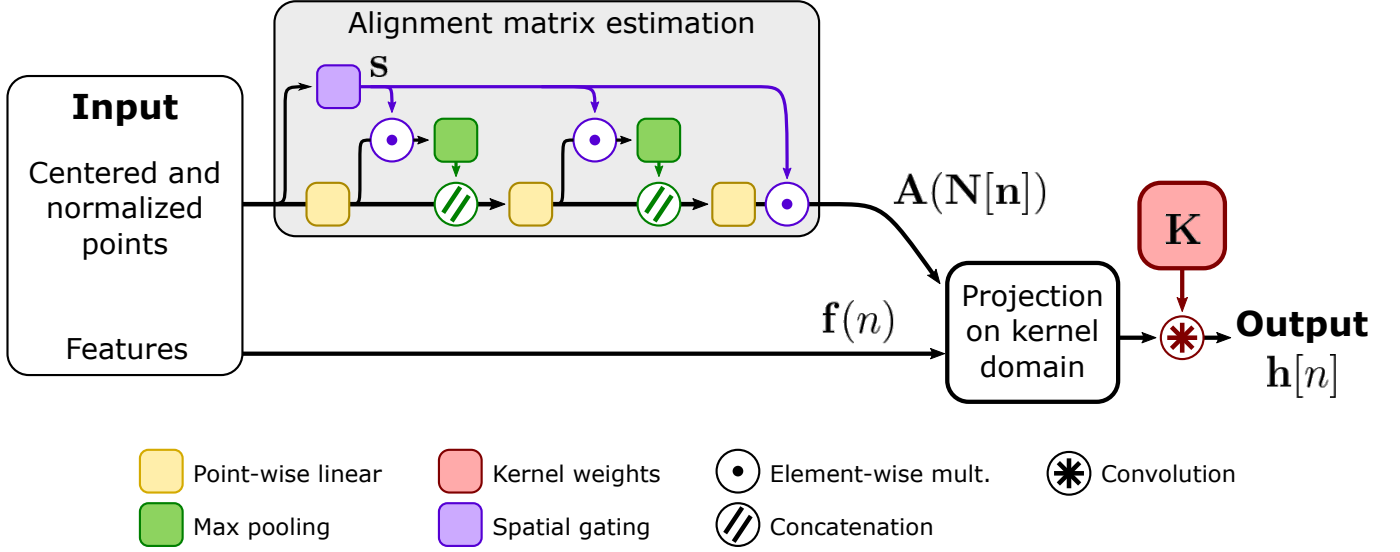 Alignment matrix estimation
s
Input
Centered and
normalized
points
Features
A(N[n])
f(n)
K
Projection
on kernel
domain
Output
h[n]
Point-wise linear
Kernel weights
Element-wise mult.
Convolution
Max pooling
Spatial gating
Concatenation